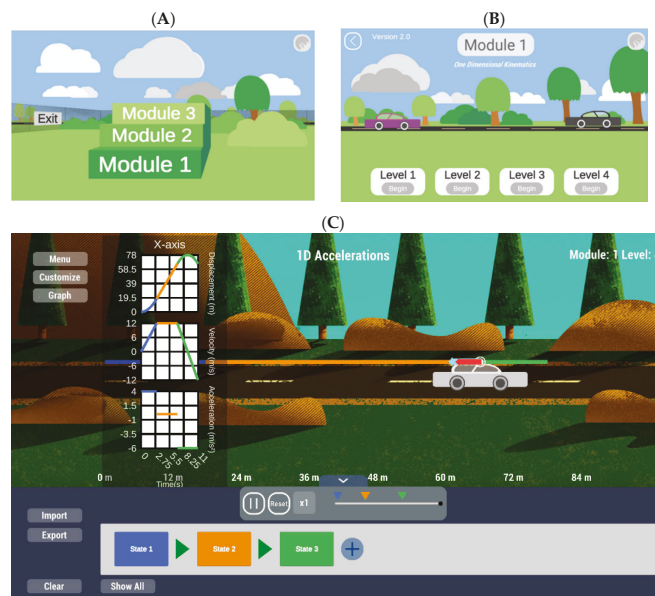 (A)
(B)
Exit
Module 3
Module 2
Module 1
Version 2.0
Module 1
One Dimensional Kinematics
Level 1
Begin
Level 2
Begin
Level 3
Begin
Level 4
Begin
(C)
Menu
Customize
Graph
X-axis
78
58.5
39
19.5
0
Displacement (m)
12
6
0
-6
-12
Velocity (m/s)
4
1.5
-1
-3.5
-6
Acceleration (m/s²)
0
2.75
5.5
8.25
11
Time(s)
1D Accelerations
Module: 1 Level:
0 m
12 m
24 m
36 m
48 m
60 m
72 m
84 m
Reset
x1
Import
Export
State 1
State 2
State 3
Clear
Show All